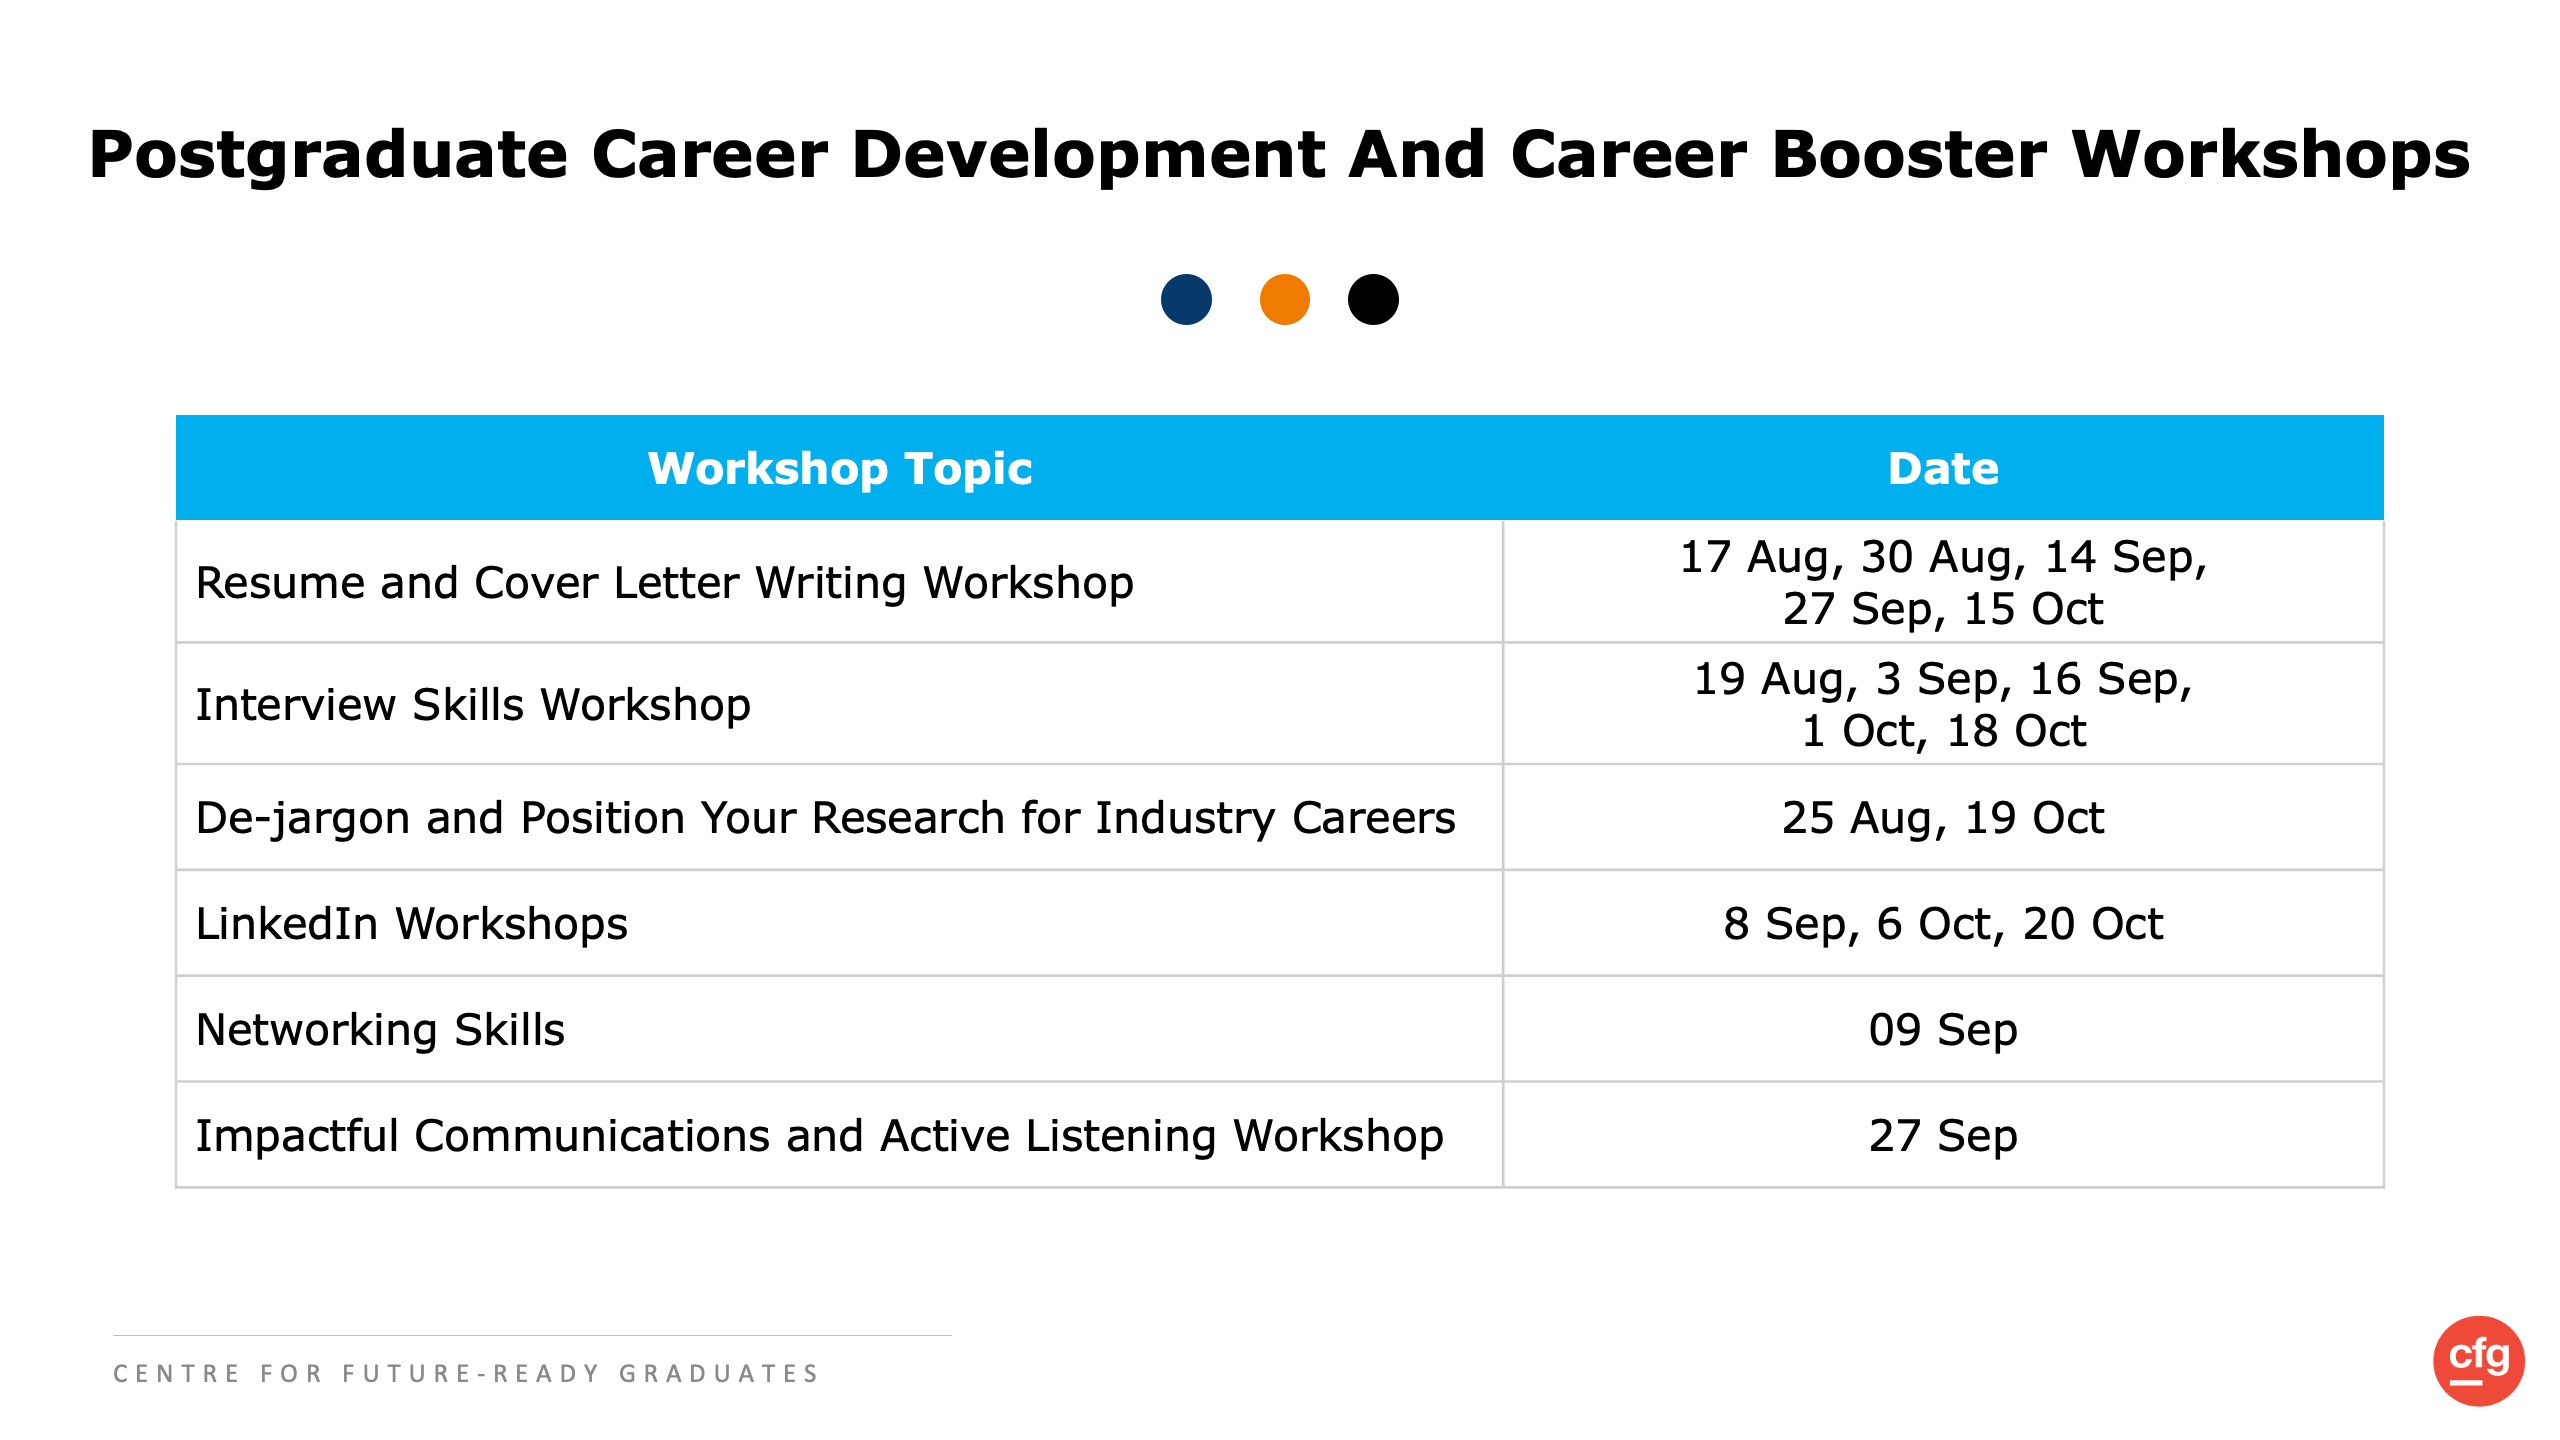 Postgraduate Career Development And Career Booster Workshops
Workshop Topic
Date
Resume and Cover Letter Writing Workshop
17 Aug, 30 Aug, 14 Sep,
27 Sep, 15 Oct
Interview Skills Workshop
19 Aug, 3 Sep, 16 Sep,
1 Oct, 18 Oct
De-jargon and Position Your Research for Industry Careers
25 Aug, 19 Oct
LinkedIn Workshops
8 Sep, 6 Oct, 20 Oct
Networking Skills
09 Sep
Impactful Communications and Active Listening Workshop
27 Sep
CENTRE FOR FUTURE-READY GRADUATES
cfg